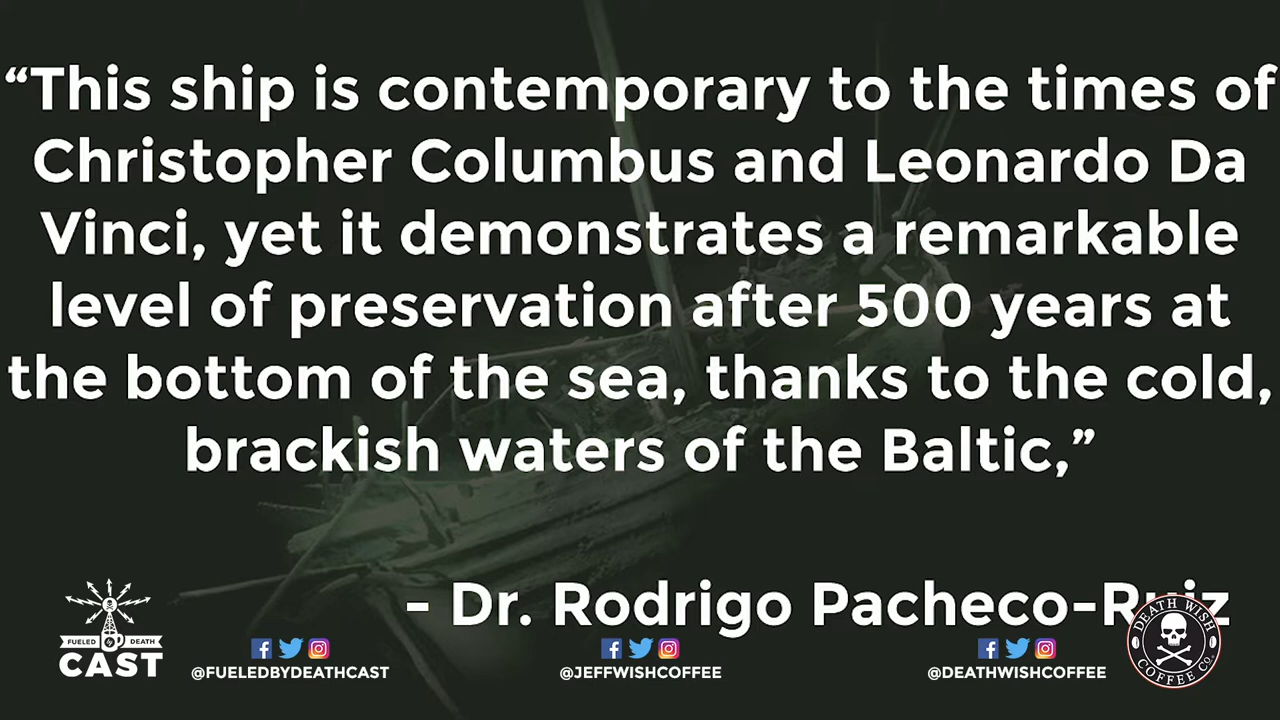 “This ship is contemporary to the times of
Christopher Columbus and Leonardo Da
Vinci, yet it demonstrates a remarkable
level of preservation after 500 years at
the bottom of the sea, thanks to the cold,
brackish waters of the Baltic,”
- Dr. Rodrigo Pacheco-Ruiz
FUELED BY DEATH
CAST
@FUELEDBYDEATHCAST
@JEFFWISHCOFFEE
@DEATHWISHCOFFEE
DEATH WISH
COFFEE CO.